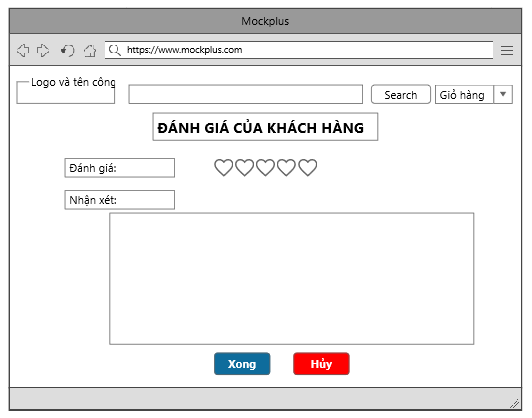 Mockplus
https://www.mockplus.com
Logo và tên công
Search
Giỏ hàng
ĐÁNH GIÁ CỦA KHÁCH HÀNG
Đánh giá:
Nhận xét:
Xong
Hủy